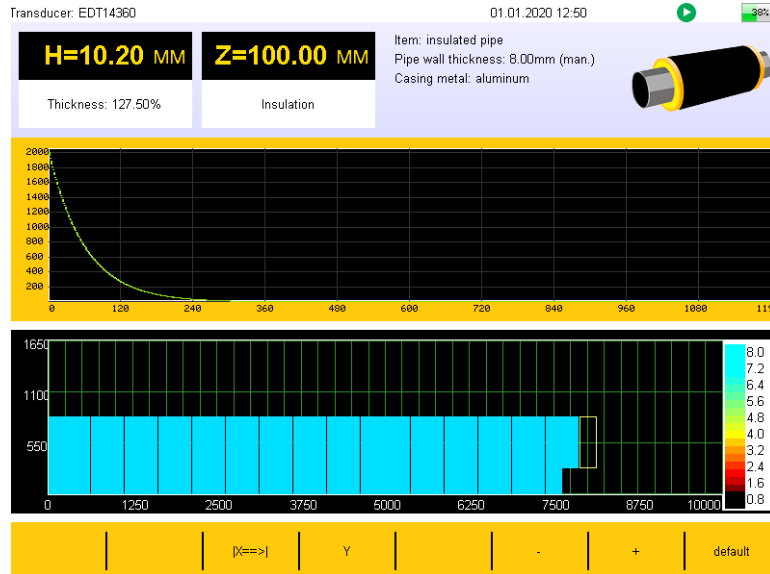 Transducer: EDT14360 01.01.2020 12:50 38%
H=10.20 MM Z=100.00 MM
Thickness: 127.50% Insulation
Item: insulated pipe
Pipe wall thickness: 8.00mm (man.)
Casing metal: aluminum
2000
1800
1600
1400
1200
1000
800
600
400
200
0 120 240 360 480 600 720 840 960 1080
1650
1100
550
0 1250 2500 3750 5000 6250 7500 8750 10000
8.0
7.2
6.4
5.6
4.8
4.0
3.2
2.4
1.6
0.8
|X==>| Y - + default